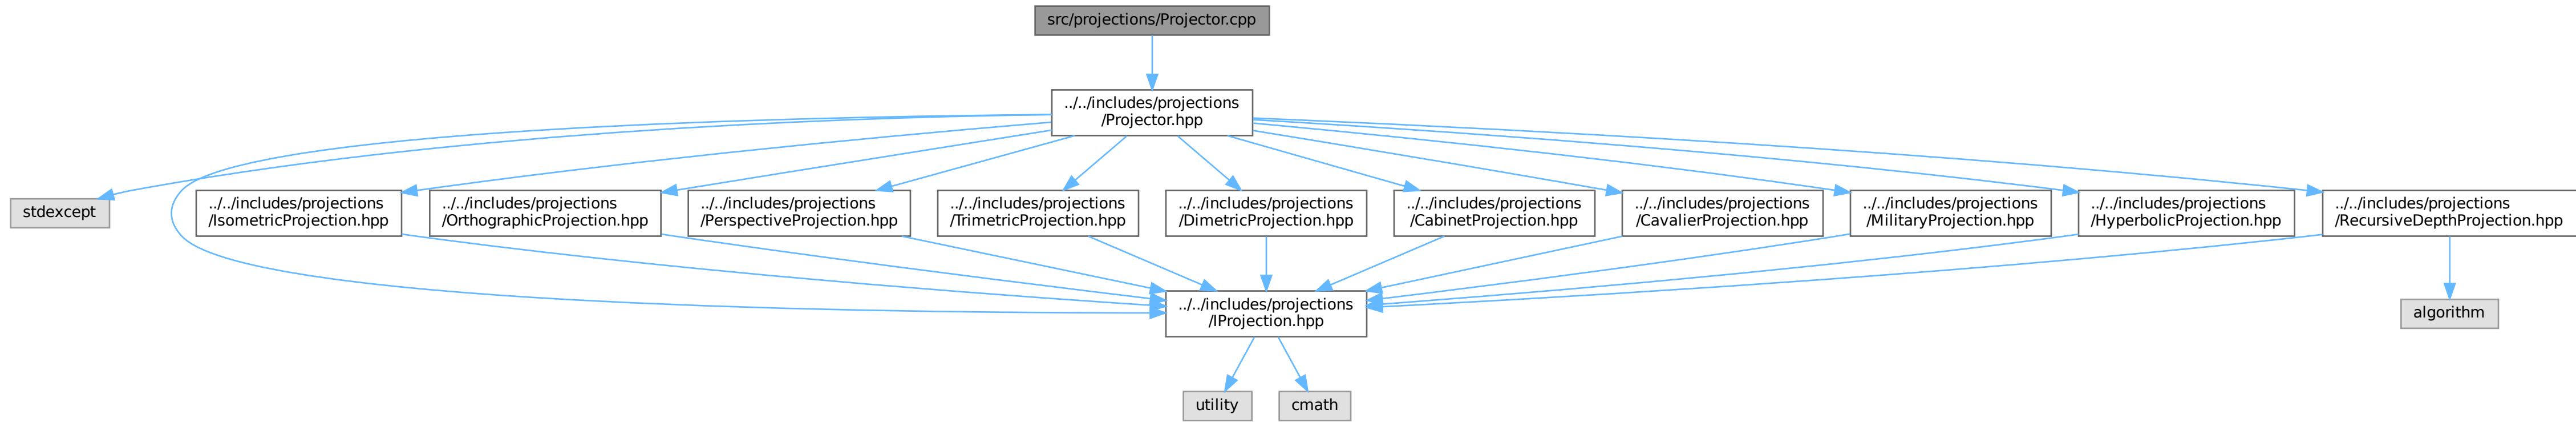 src/projections/Projector.cpp
../../includes/projections
/Projector.hpp
stdexcept
../../includes/projections
/IsometricProjection.hpp
../../includes/projections
/OrthographicProjection.hpp
../../includes/projections
/PerspectiveProjection.hpp
../../includes/projections
/TrimetricProjection.hpp
../../includes/projections
/DimetricProjection.hpp
../../includes/projections
/CabinetProjection.hpp
../../includes/projections
/CavalierProjection.hpp
../../includes/projections
/MilitaryProjection.hpp
../../includes/projections
/HyperbolicProjection.hpp
../../includes/projections
/RecursiveDepthProjection.hpp
../../includes/projections
/IProjection.hpp
algorithm
utility
cmath